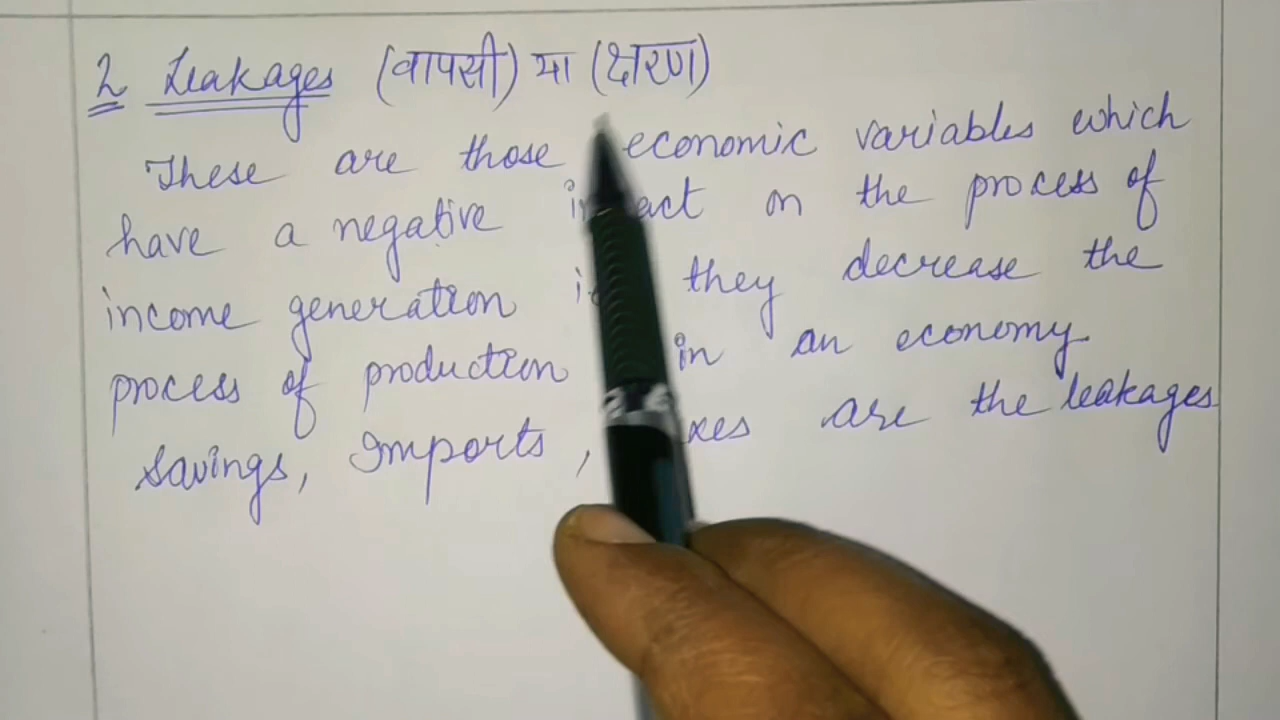 2 Leakages (वापसी) या (क्षरण)
These are those economic variables which
have a negative impact on the process of
income generation they decrease the
process of production in an economy.
Savings, Imports, are the leakages